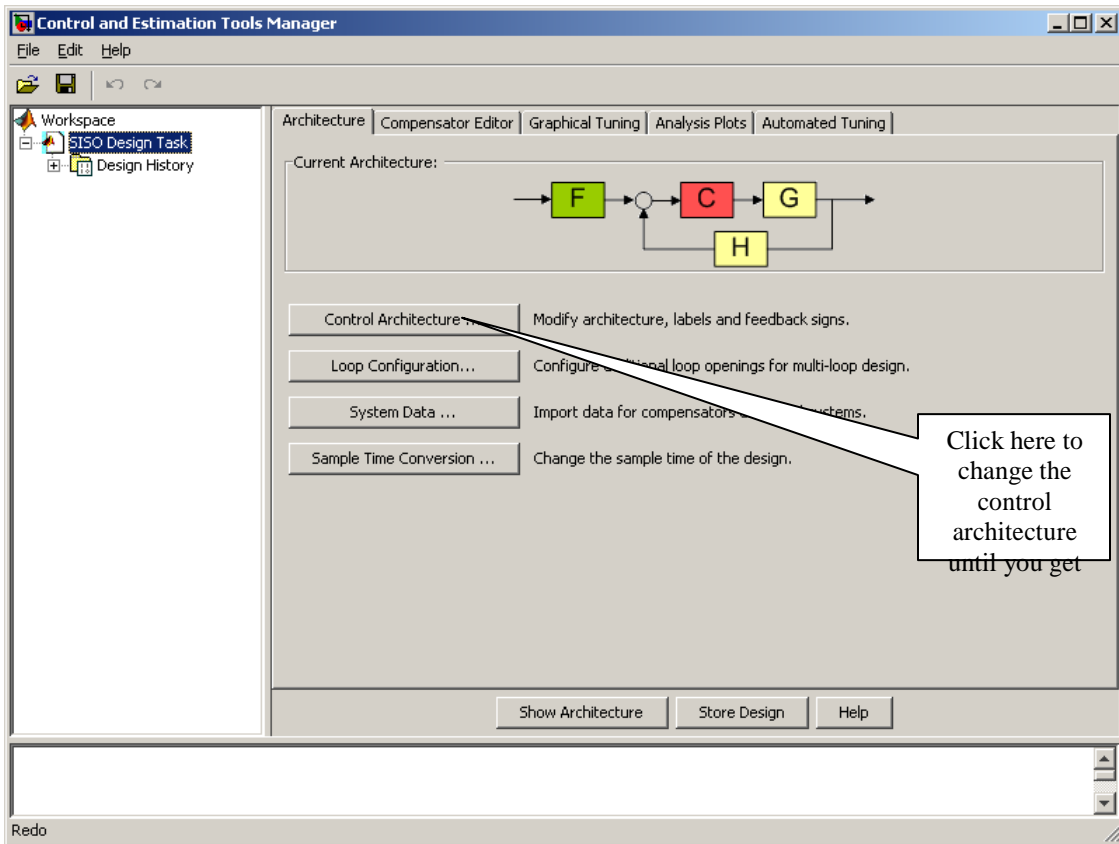 Control and Estimation Tools Manager
File Edit Help
Workspace
SISO Design Task
Design History
Architecture Compensator Editor Graphical Tuning Analysis Plots Automated Tuning
Current Architecture:
F C G
H
Control Architecture ... Modify architecture, labels and feedback signs.
Loop Configuration... Configure additional loop openings for multi-loop design.
System Data ... Import data for compensators systems.
Sample Time Conversion ... Change the sample time of the design.
Click here to
change the
control
architecture
until you get
Show Architecture Store Design Help
Redo